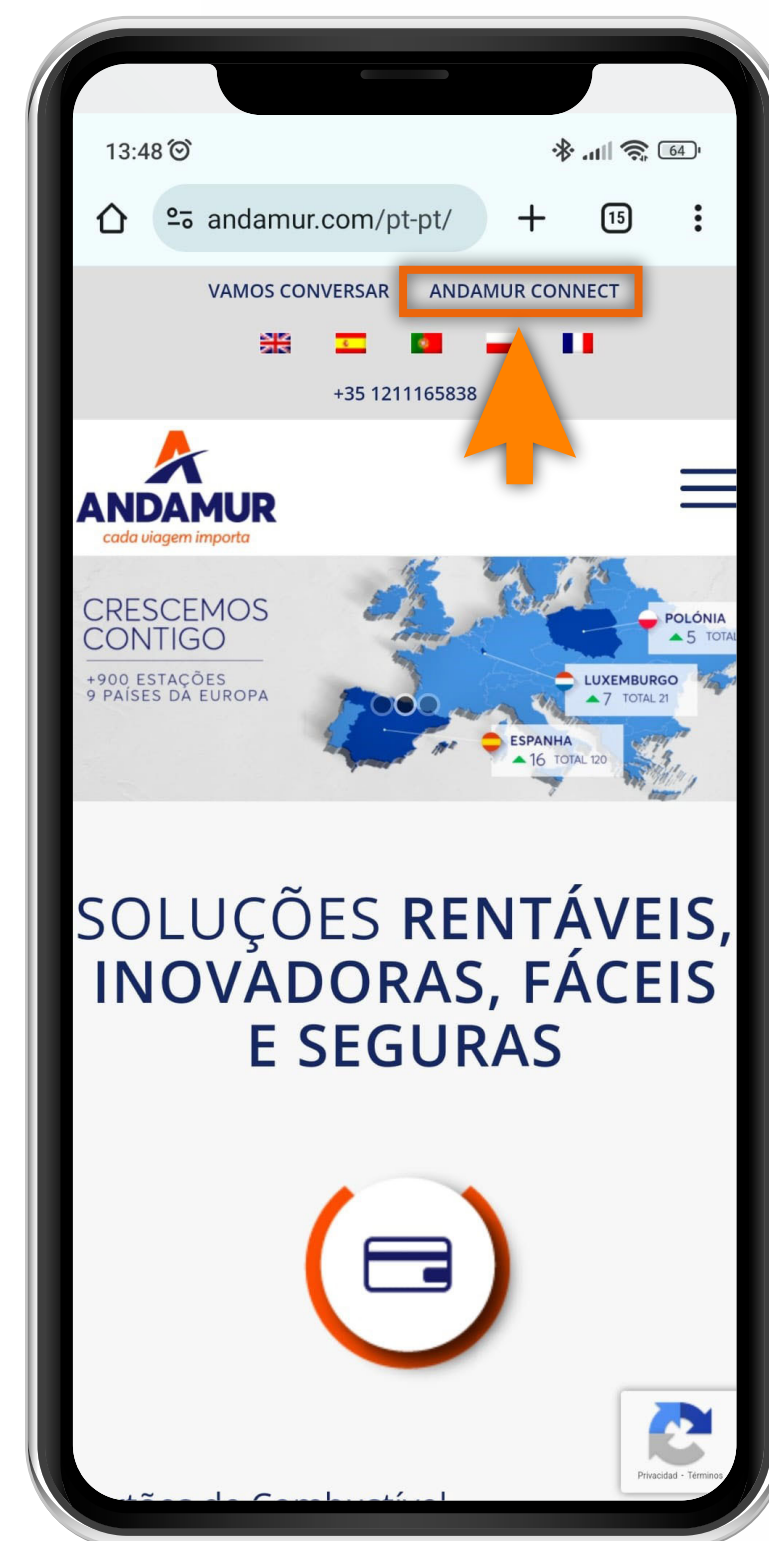 13:48
64
andamur.com/pt-pt/
15
VAMOS CONVERSAR ANDAMUR CONNECT
+35 1211165838
ANDAMUR
cada viagem importa
CRESCEMOS
CONTIGO
+900 ESTAÇÕES
9 PAÍSES DA EUROPA
POLÓNIA
5 TOTAL
LUXEMBURGO
7 TOTAL 21
ESPANHA
16 TOTAL 120
SOLUÇÕES RENTÁVEIS,
INOVADORAS, FÁCEIS
E SEGURAS
Privacidad - Términos